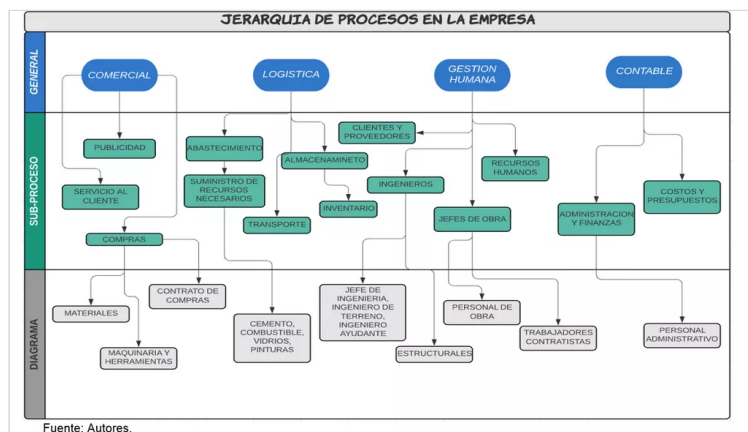 JERARQUIA DE PROCESOS EN LA EMPRESA
GENERAL
COMERCIAL
LOGISTICA
GESTION
HUMANA
CONTABLE
SUB-PROCESO
PUBLICIDAD
SERVICIO AL
CLIENTE
COMPRAS
ABASTECIMIENTO
SUMINISTRO DE
RECURSOS
NECESARIOS
ALMACENAMINETO
INVENTARIO
TRANSPORTE
CLIENTES Y
PROVEEDORES
INGENIEROS
JEFES DE OBRA
RECURSOS
HUMANOS
ADMINISTRACION
Y FINANZAS
COSTOS Y
PRESUPUESTOS
DIAGRAMA
MATERIALES
CONTRATO DE
COMPRAS
MAQUINARIA Y
HERRAMIENTAS
CEMENTO,
COMBUSTIBLE,
VIDRIOS,
PINTURAS
JEFE DE
INGENIERIA,
INGENIERO DE
TERRENO,
INGENIERO
AYUDANTE
ESTRUCTURALES
PERSONAL DE
OBRA
TRABAJADORES
CONTRATISTAS
PERSONAL
ADMINISTRATIVO
Fuente: Autores.